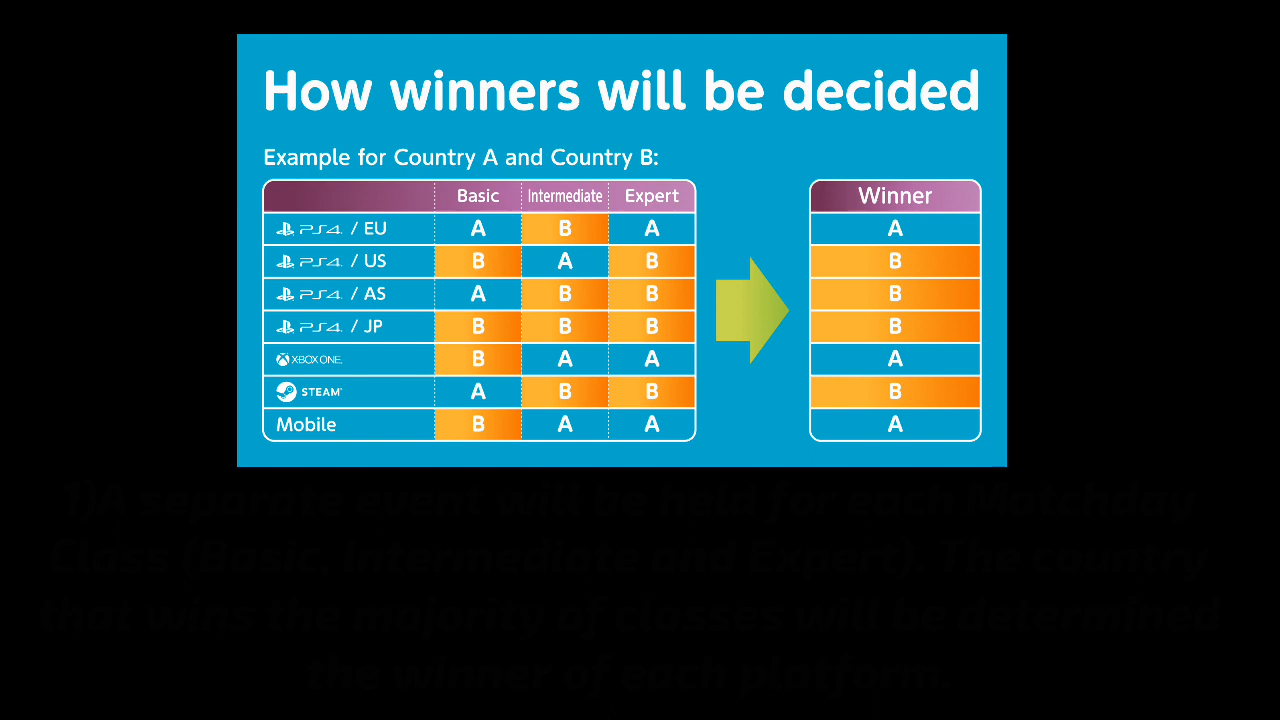 How winners will be decided
Example for Country A and Country B:
Basic Intermediate Expert Winner
PS4 / EU A B A A
PS4 / US B A B B
PS4 / AS A B B B
PS4 / JP B B B B
XBOX ONE B A A A
STEAM A B B B
Mobile B A A A
1)A separate event will be held for each Matchday
Class (Basic, Intermediate and Expert). The country
that wins the majority of classes will be determined
the winner of each platform.